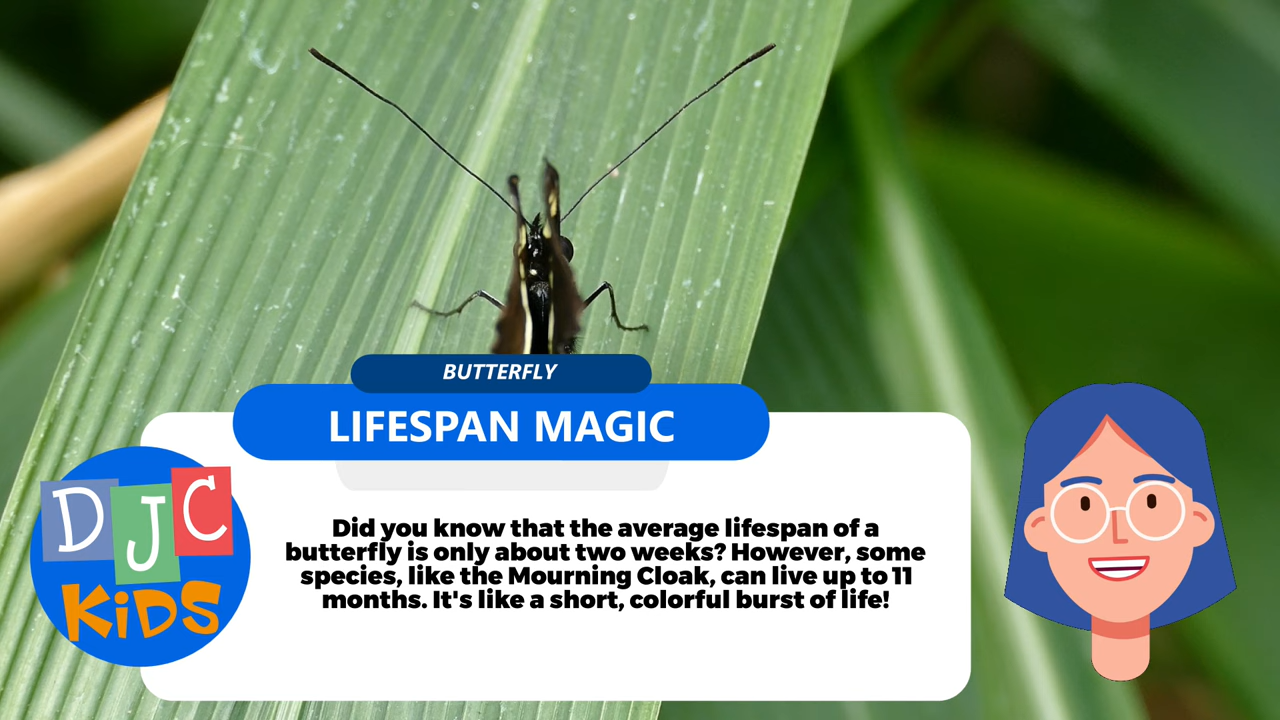 BUTTERFLY
LIFESPAN MAGIC
DJC
KiDS
Did you know that the average lifespan of a
butterfly is only about two weeks? However, some
species, like the Mourning Cloak, can live up to 11
months. It's like a short, colorful burst of life!